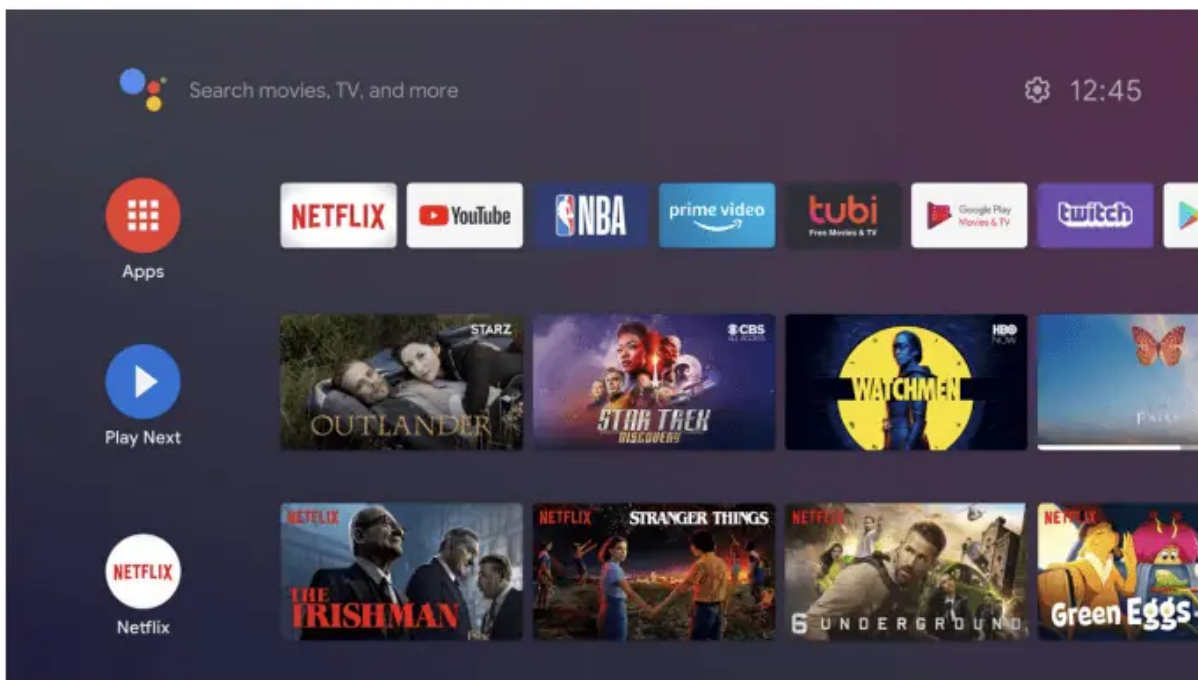 Search movies, TV, and more
12:45
NETFLIX
YouTube
NBA
prime video
tubi
Free Movies & TV
Google Play
Movies & TV
twitch
Apps
STARZ
OUTLANDER
CBS
ALL ACCESS
STAR TREK
DISCOVERY
HBO
NOW
WATCHMEN
Play Next
NETFLIX
THE
IRISHMAN
NETFLIX
STRANGER THINGS
NETFLIX
6 UNDERGROUND
NETFLIX
Green Eggs
NETFLIX
Netflix